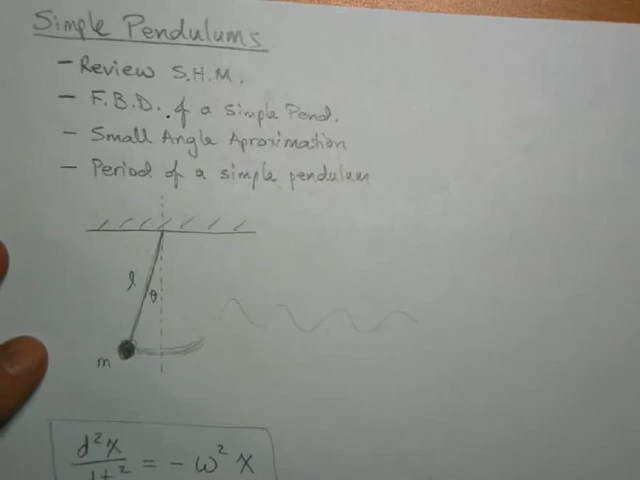 Simple Pendulums
- Review S.H.M.
- F.B.D. of a Simple Pend.
- Small Angle Aproximation
- Period of a simple pendulum
l
θ
m
d²x/dt² = - ω² x